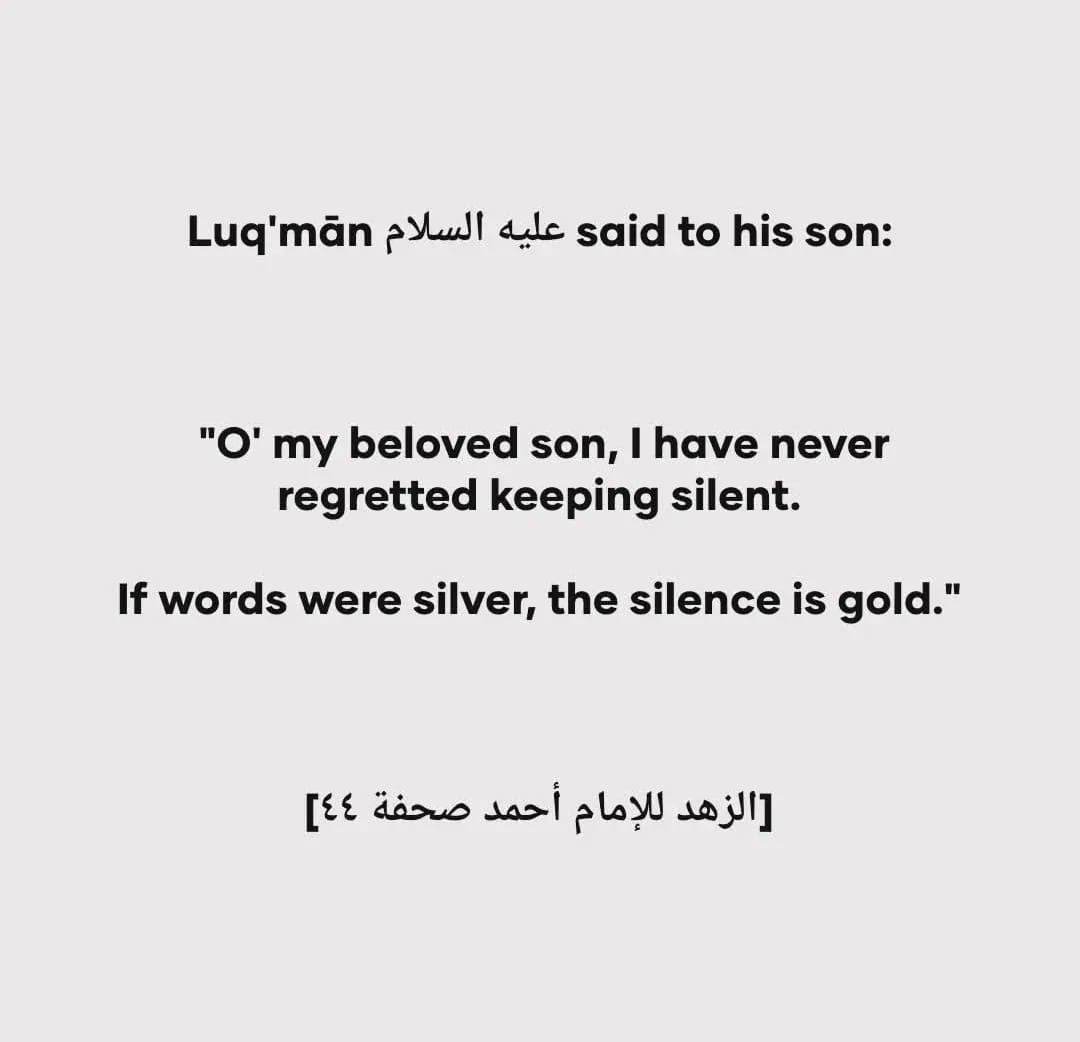 Luq'mān عليه السلام said to his son:
"O' my beloved son, I have never
regretted keeping silent.
If words were silver, the silence is gold."
[الزهد للإمام أحمد صحفة ٤٤]